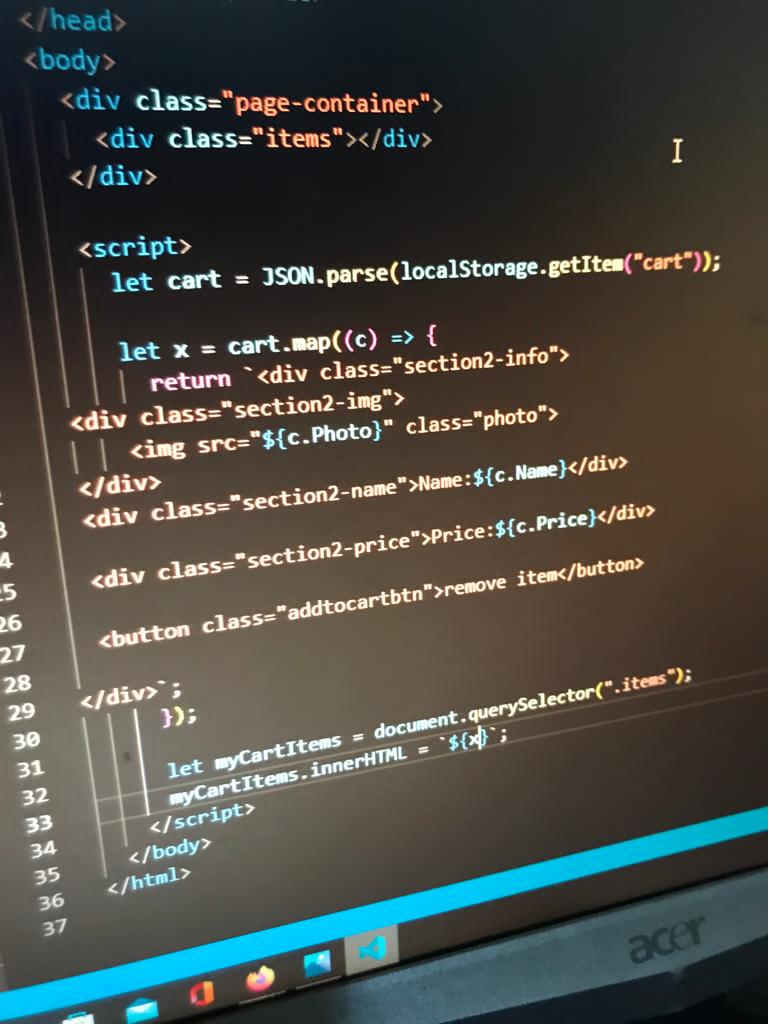 </head>
<body>
<div class="page-container">
<div class="items"></div>
</div>
<script>
let cart = JSON.parse(localStorage.getItem("cart"));
let x = cart.map((c) => {
return `<div class="section2-info">
<div class="section2-img">
<img src="${c.Photo}" class="photo">
</div>
<div class="section2-name">Name:${c.Name}</div>
<div class="section2-price">Price:${c.Price}</div>
25
26 <button class="addtocartbtn">remove item</button>
27
28
29 </div>`;
30 });
31
32 let myCartItems = document.querySelector(".items");
33 myCartItems.innerHTML = `${x}`;
34 </script>
35 </body>
36 </html>
37
acer